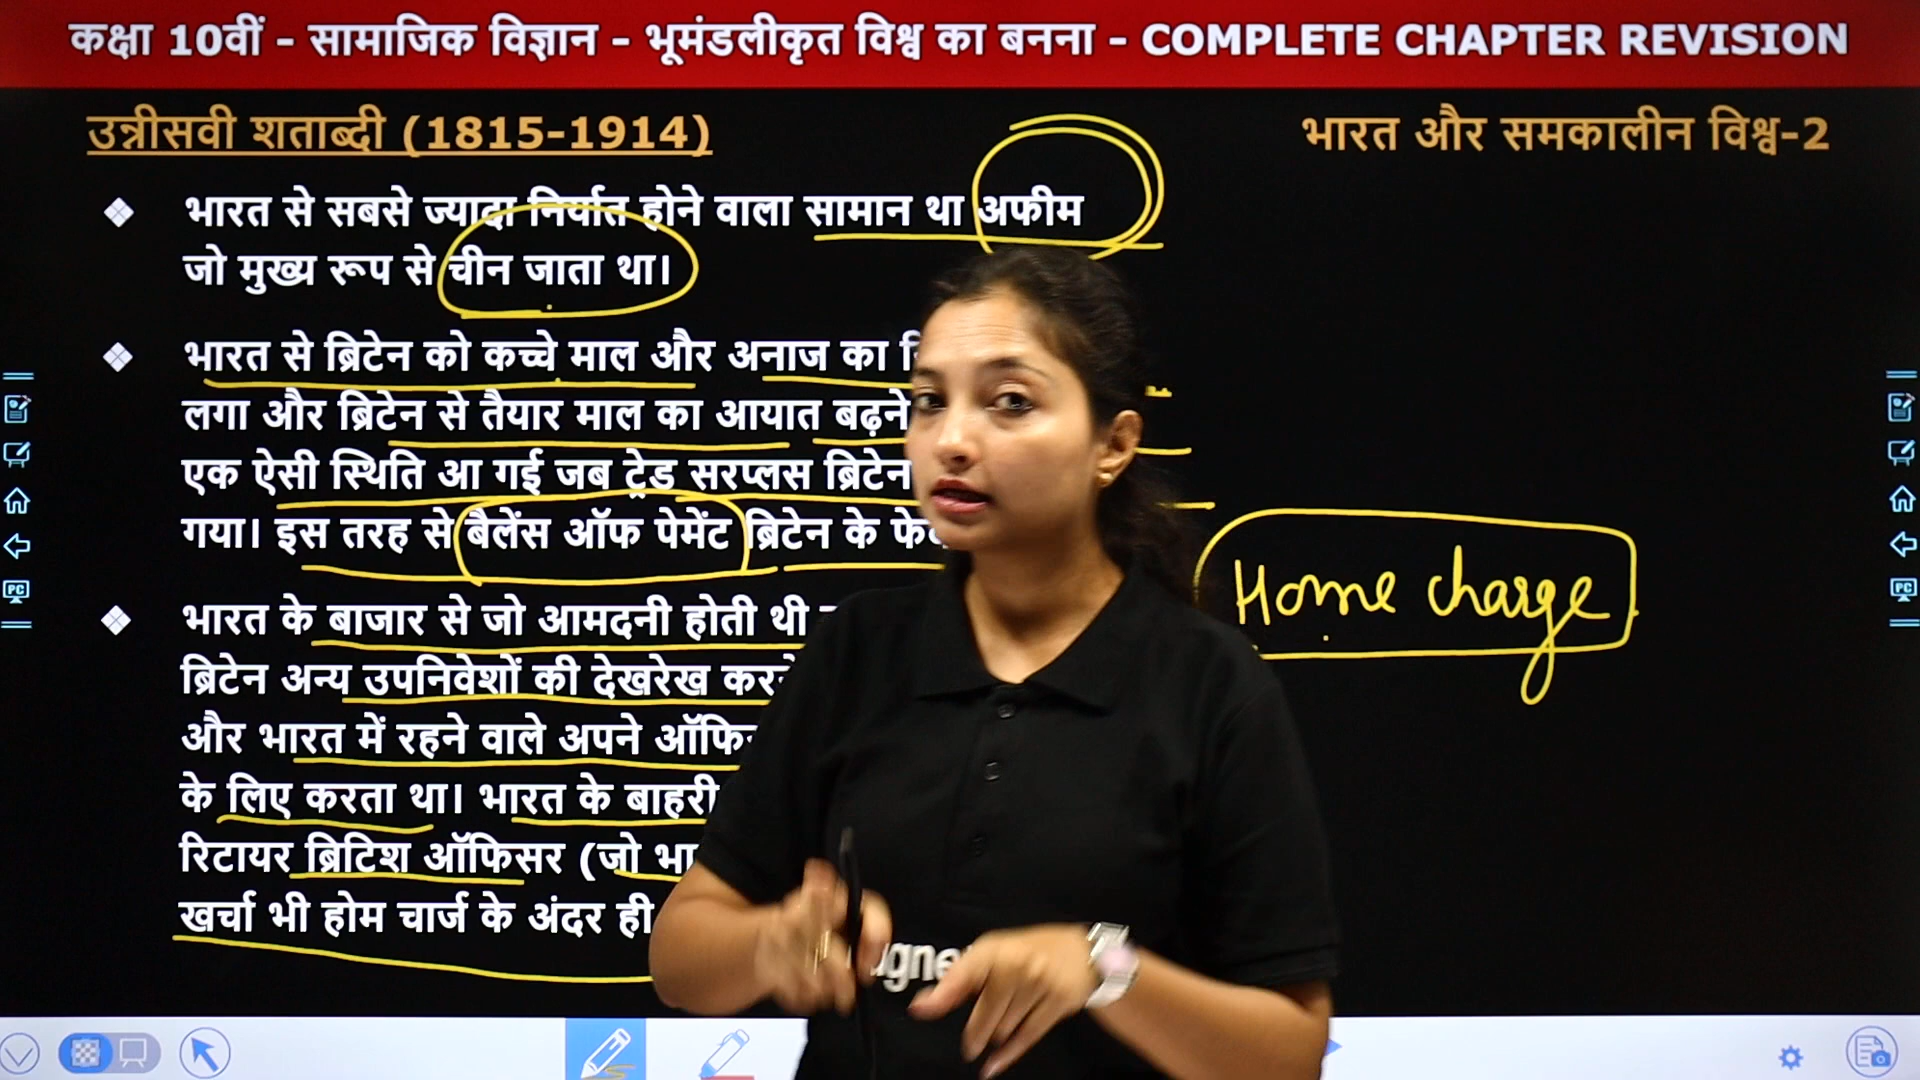 कक्षा 10वीं - सामाजिक विज्ञान - भूमंडलीकृत विश्व का बनना - COMPLETE CHAPTER REVISION
उन्नीसवी शताब्दी (1815-1914)
भारत और समकालीन विश्व-2
भारत से सबसे ज्यादा निर्यात होने वाला सामान था अफीम
जो मुख्य रूप से चीन जाता था।
भारत से ब्रिटेन को कच्चे माल और अनाज का
लगा और ब्रिटेन से तैयार माल का आयात बढ़ने
एक ऐसी स्थिति आ गई जब ट्रेड सरप्लस ब्रिटेन
गया। इस तरह से बैलेंस ऑफ पेमेंट ब्रिटेन के
Home charge
भारत के बाजार से जो आमदनी होती थी
ब्रिटेन अन्य उपनिवेशों की देखरेख
और भारत में रहने वाले अपने
के लिए करता था। भारत के बाहरी
रिटायर ब्रिटिश ऑफिसर (जो
खर्चा भी होम चार्ज के अंदर ही
PC
PC